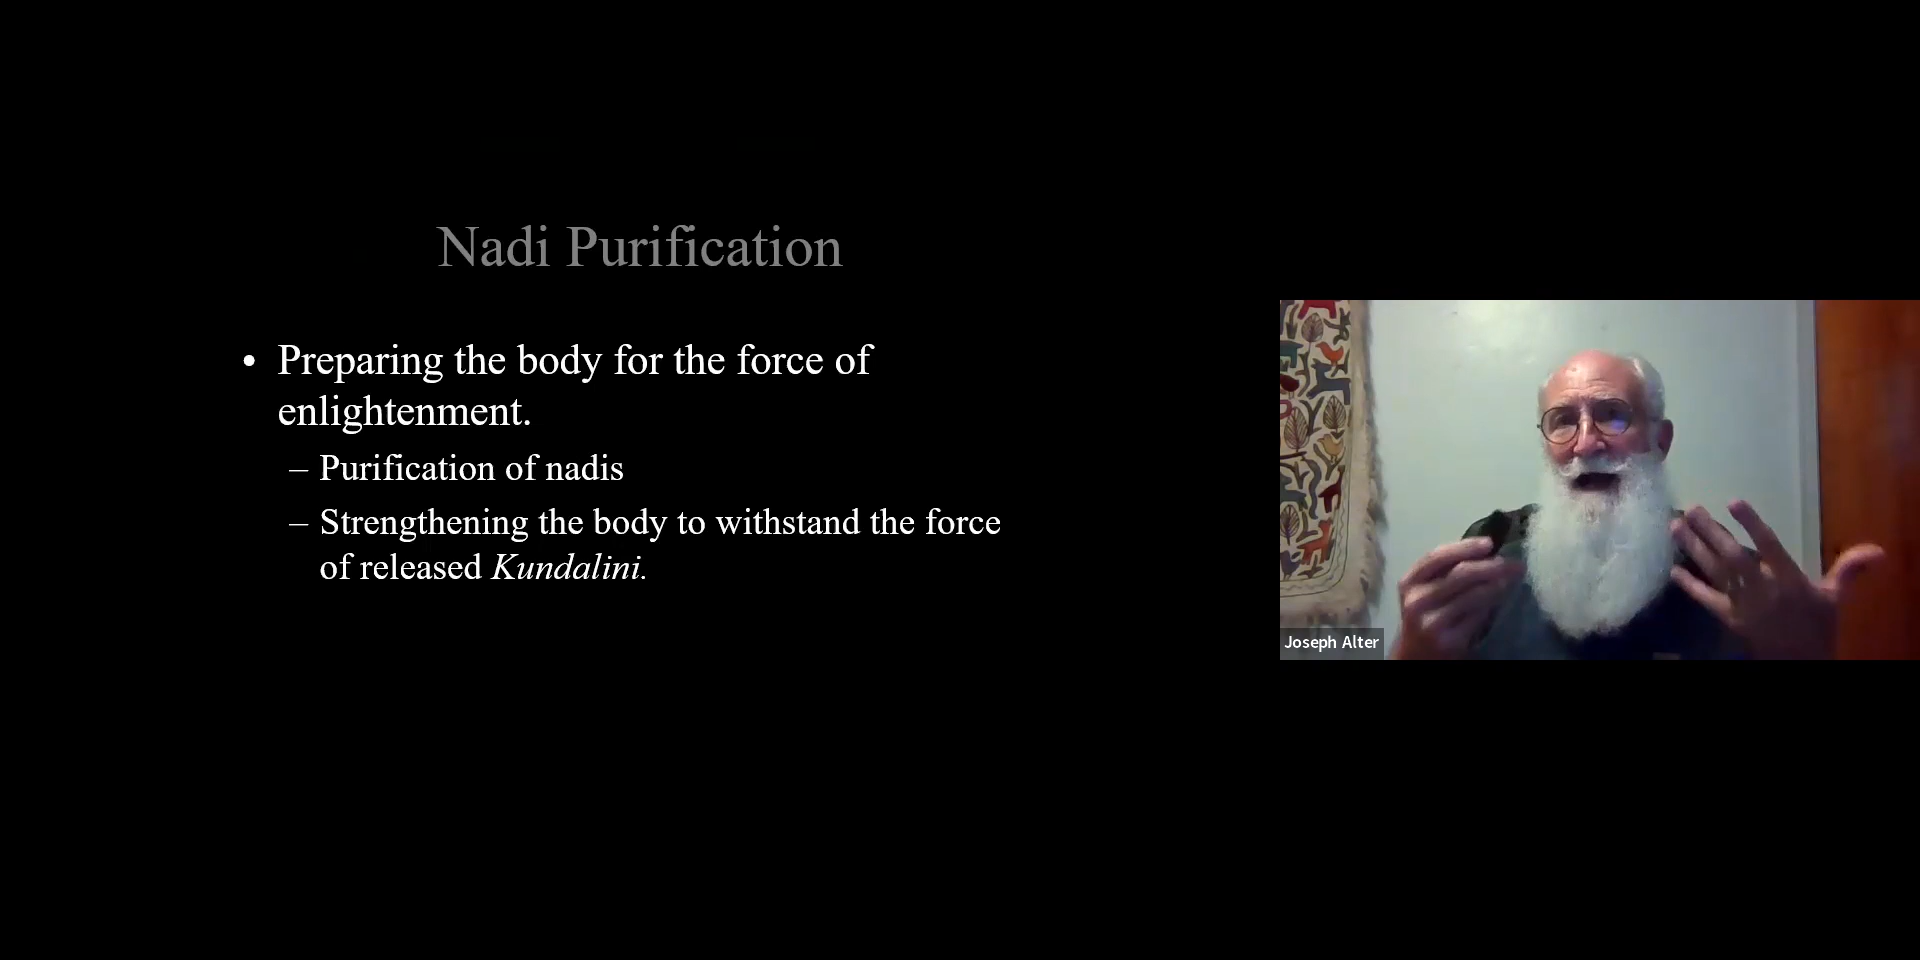 Nadi Purification
• Preparing the body for the force of
enlightenment.
– Purification of nadis
– Strengthening the body to withstand the force
of released Kundalini.
Joseph Alter